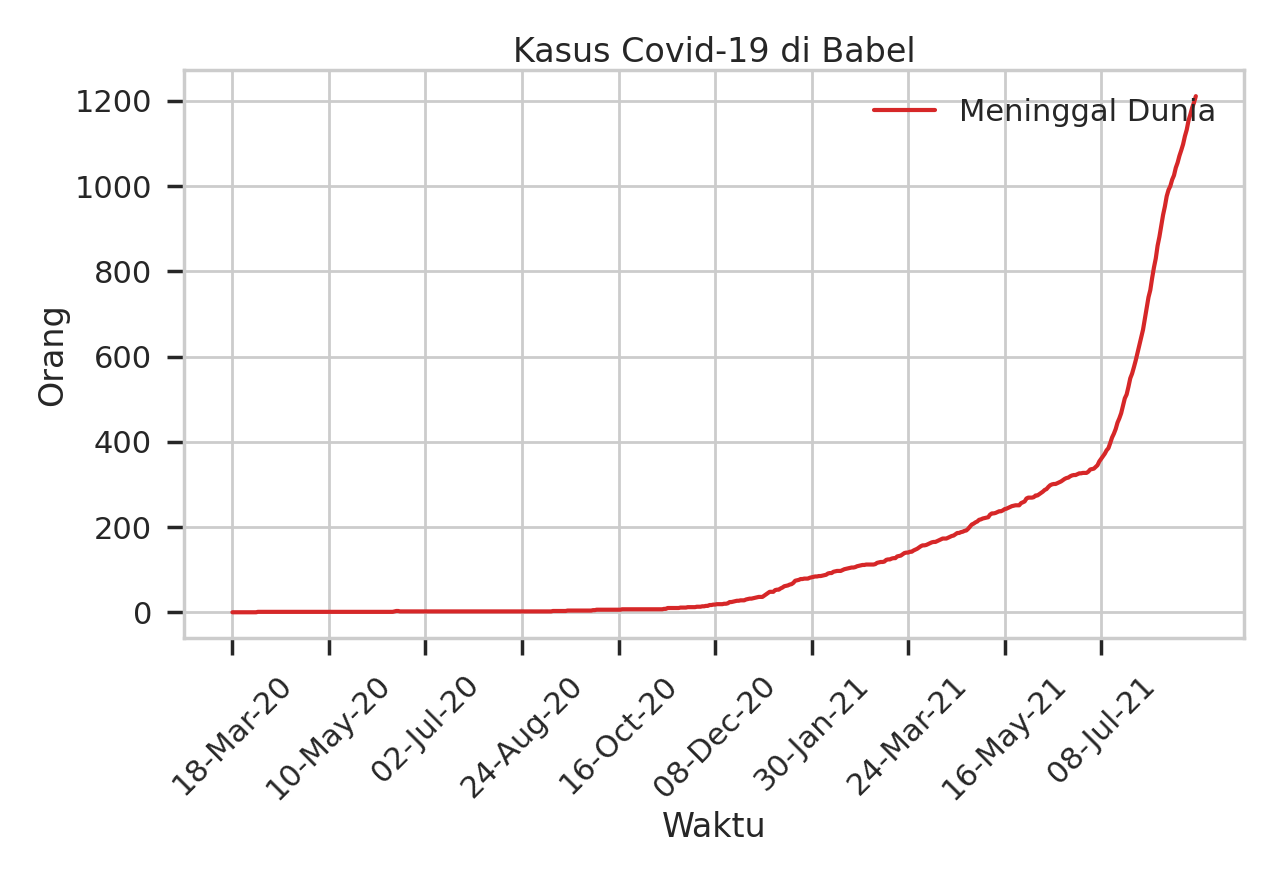 Kasus Covid-19 di Babel
Meninggal Dunia
1200
1000
800
600
400
200
0
Orang
18-Mar-20
10-May-20
02-Jul-20
24-Aug-20
16-Oct-20
08-Dec-20
30-Jan-21
24-Mar-21
16-May-21
08-Jul-21
Waktu